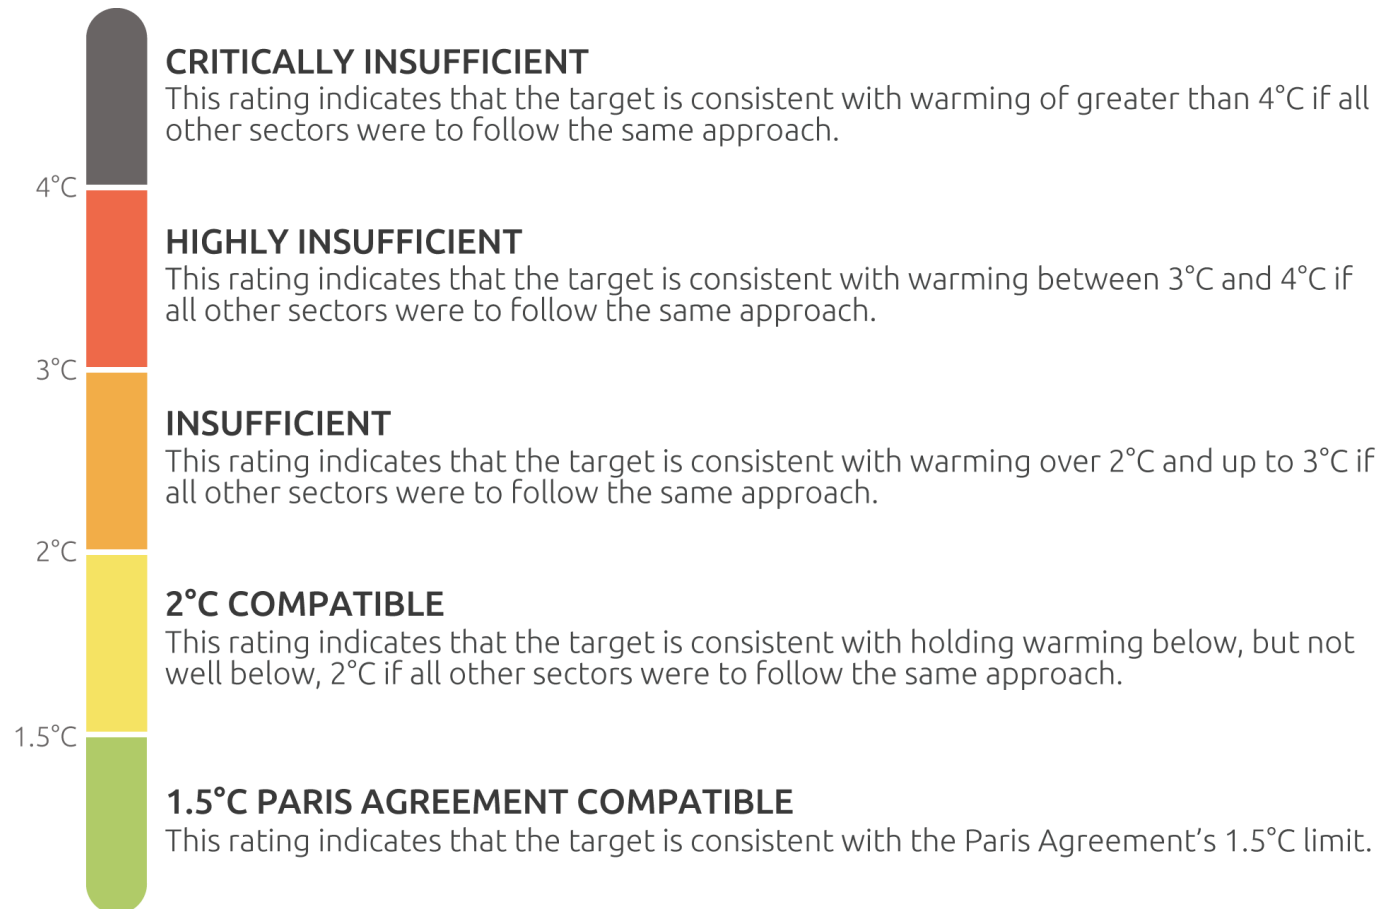 CRITICALLY INSUFFICIENT
This rating indicates that the target is consistent with warming of greater than 4°C if all
other sectors were to follow the same approach.
4°C
HIGHLY INSUFFICIENT
This rating indicates that the target is consistent with warming between 3°C and 4°C if
all other sectors were to follow the same approach.
3°C
INSUFFICIENT
This rating indicates that the target is consistent with warming over 2°C and up to 3°C if
all other sectors were to follow the same approach.
2°C
2°C COMPATIBLE
This rating indicates that the target is consistent with holding warming below, but not
well below, 2°C if all other sectors were to follow the same approach.
1.5°C
1.5°C PARIS AGREEMENT COMPATIBLE
This rating indicates that the target is consistent with the Paris Agreement’s 1.5°C limit.